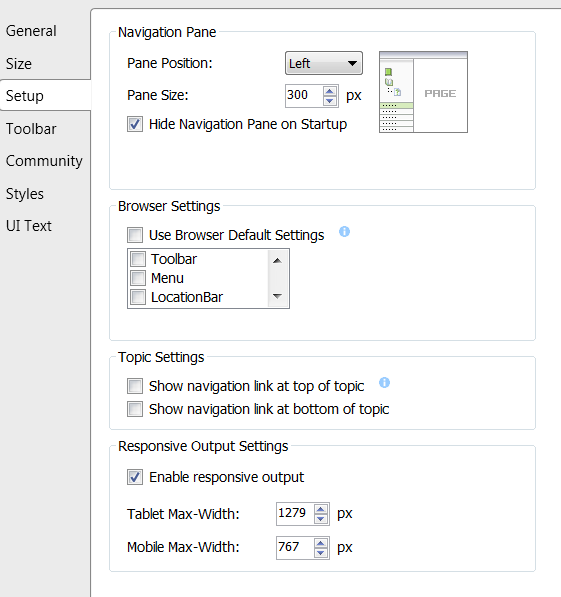 General
Size
Setup
Toolbar
Community
Styles
UI Text
Navigation Pane
Pane Position: Left
Pane Size: 300 px
PAGE
Hide Navigation Pane on Startup
Browser Settings
Use Browser Default Settings
Toolbar
Menu
LocationBar
Topic Settings
Show navigation link at top of topic
Show navigation link at bottom of topic
Responsive Output Settings
Enable responsive output
Tablet Max-Width: 1279 px
Mobile Max-Width: 767 px